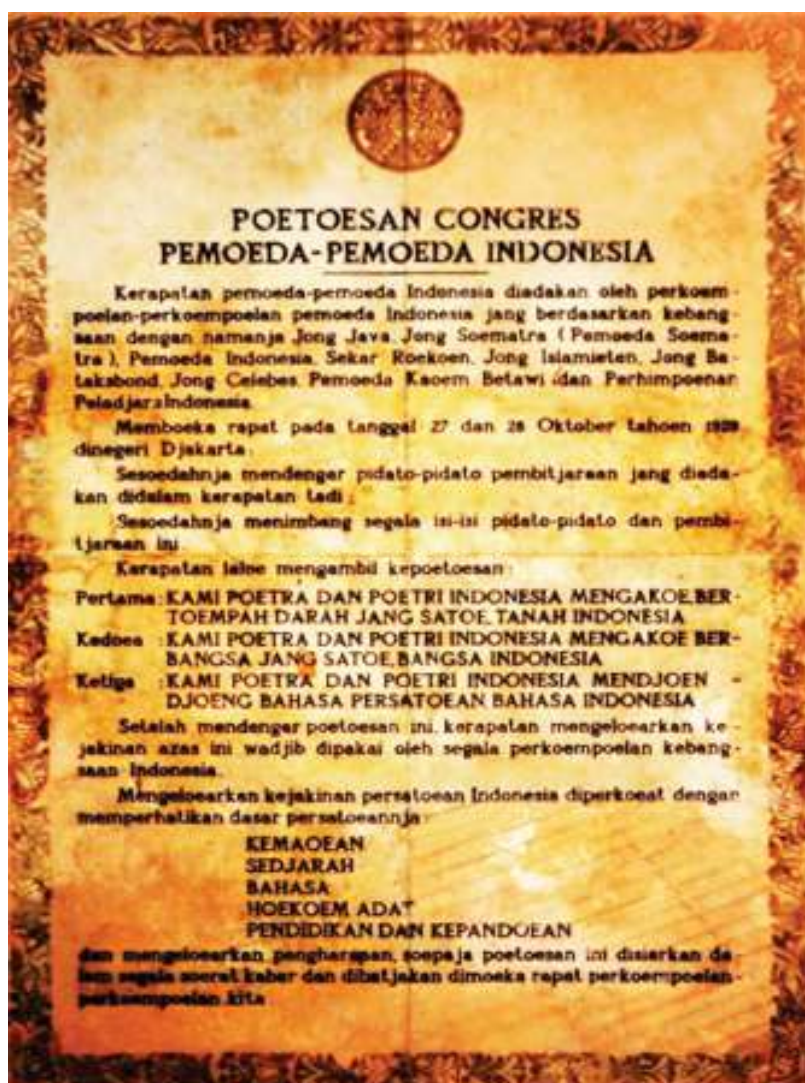 POETOESAN CONGRES
PEMOEDA-PEMOEDA INDONESIA
Kerapatan pemoeda-pemoeda Indonesia diadakan oleh perkoem-
poelan-perkoempoelan pemoeda Indonesia jang berdasarkan kebang-
saan dengan namanja Jong Java, Jong Soematra (Pemoeda Soema-
tra), Pemoeda Indonesia, Sekar Roekoen, Jong Islamieten, Jong Ba-
taksbond, Jong Celebes, Pemoeda Kaoem Betawi dan Perhimpoenan
Peladjar2 Indonesia.
Memboeka rapat pada tanggal 27 dan 28 Oktober tahoen 1928
dinegeri Djakarta;
Sesoedahnja mendengar pidato-pidato pembitjaraan jang diada-
kan didalam kerapatan tadi;
Sesoedahnja menimbang segala isi-isi pidato-pidato dan pembi-
tjaraan ini
Kerapatan laloe mengambil kepoetoesan:
Pertama : KAMI POETRA DAN POETRI INDONESIA MENGAKOE BER-
TOEMPAH DARAH JANG SATOE, TANAH INDONESIA
Kedoea : KAMI POETRA DAN POETRI INDONESIA MENGAKOE BER-
BANGSA JANG SATOE, BANGSA INDONESIA
Ketiga : KAMI POETRA DAN POETRI INDONESIA MENDJOEN-
DJOENG BAHASA PERSATOEAN BAHASA INDONESIA
Setelah mendengar poetoesan ini, kerapatan mengeloearkan ke-
jakinan azas ini wadjib dipakai oleh segala perkoempoelan kebang-
saan Indonesia.
Mengeloearkan kejakinan persatoean Indonesia diperkoeat dengan
memperhatikan dasar persatoeannja:
KEMAOEAN
SEDJARAH
BAHASA
HOEKOEM ADAT
PENDIDIKAN DAN KEPANDOEAN
dan mengeloearkan pengharapan, soepaja poetoesan ini disiarkan da-
lam segala soerat kabar dan dibatjakan dimoeka rapat perkoempoelan-
perkoempoelan kita